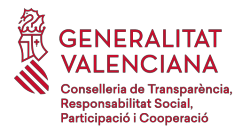 GENERALITAT
VALENCIANA
Conselleria de Transparència,
Responsabilitat Social,
Participació i Cooperació